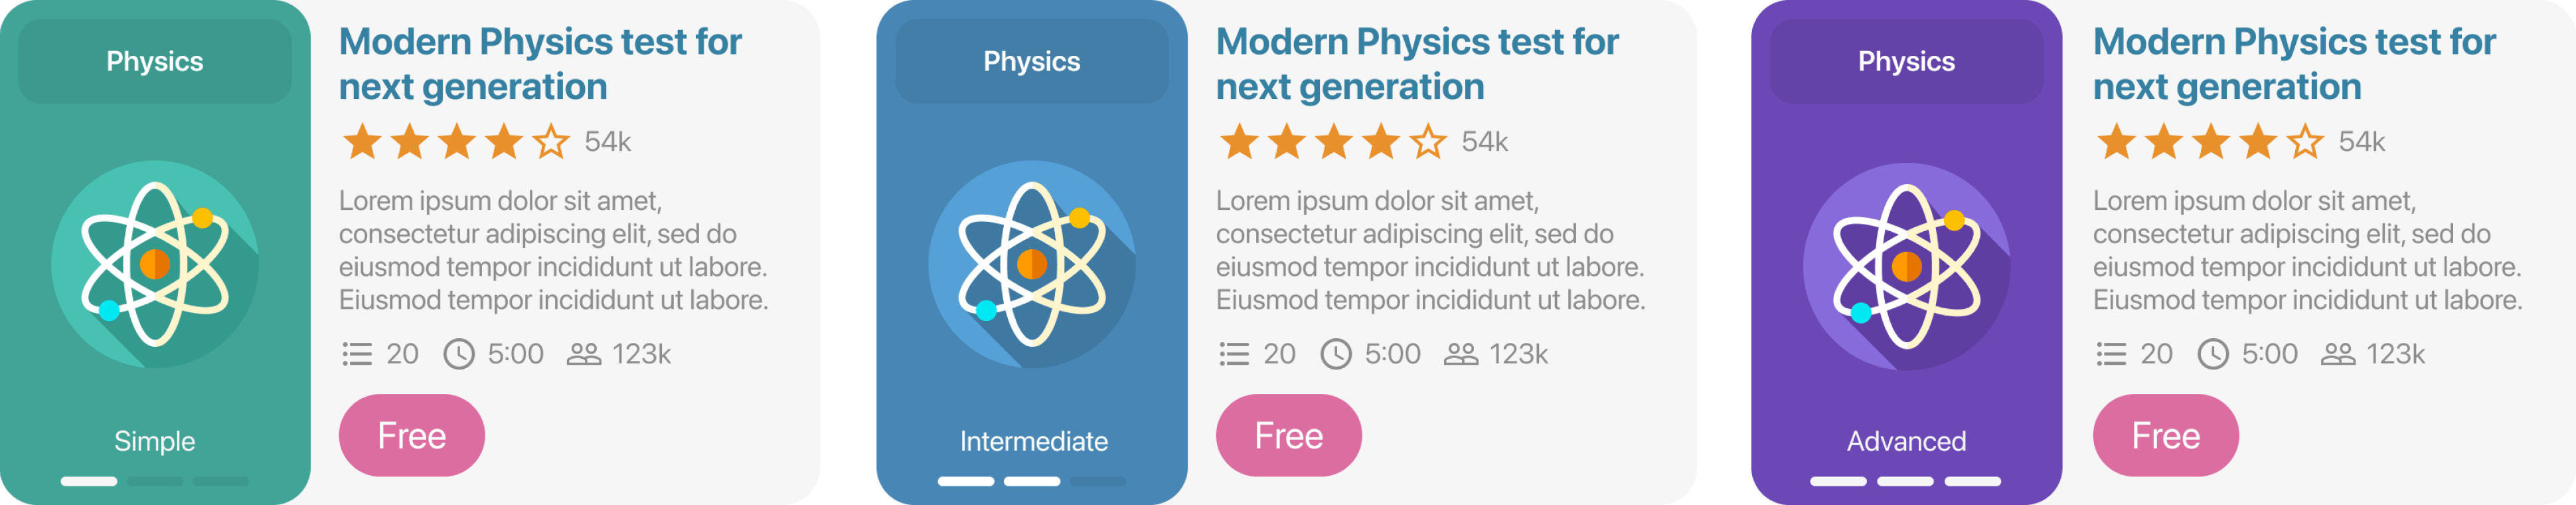 Physics
Simple
Modern Physics test for
next generation
54k
Lorem ipsum dolor sit amet,
consectetur adipiscing elit, sed do
eiusmod tempor incididunt ut labore.
Eiusmod tempor incididunt ut labore.
20 5:00 123k
Free
Physics
Intermediate
Modern Physics test for
next generation
54k
Lorem ipsum dolor sit amet,
consectetur adipiscing elit, sed do
eiusmod tempor incididunt ut labore.
Eiusmod tempor incididunt ut labore.
20 5:00 123k
Free
Physics
Advanced
Modern Physics test for
next generation
54k
Lorem ipsum dolor sit amet,
consectetur adipiscing elit, sed do
eiusmod tempor incididunt ut labore.
Eiusmod tempor incididunt ut labore.
20 5:00 123k
Free